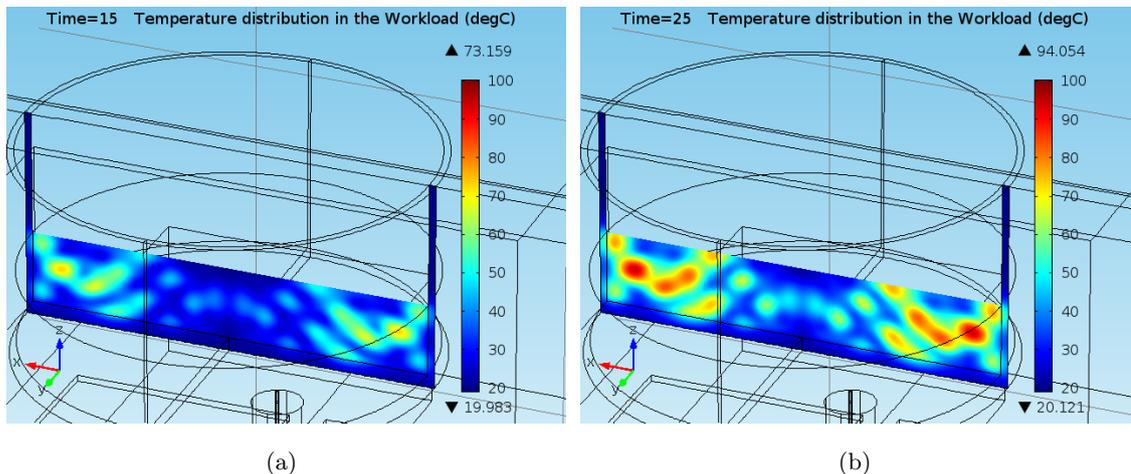 Time=15 Temperature distribution in the Workload (degC)
▲ 73.159
100
90
80
70
60
50
40
30
20
▼ 19.983
z
x
y
(a)
Time=25 Temperature distribution in the Workload (degC)
▲ 94.054
100
90
80
70
60
50
40
30
20
▼ 20.121
z
x
y
(b)